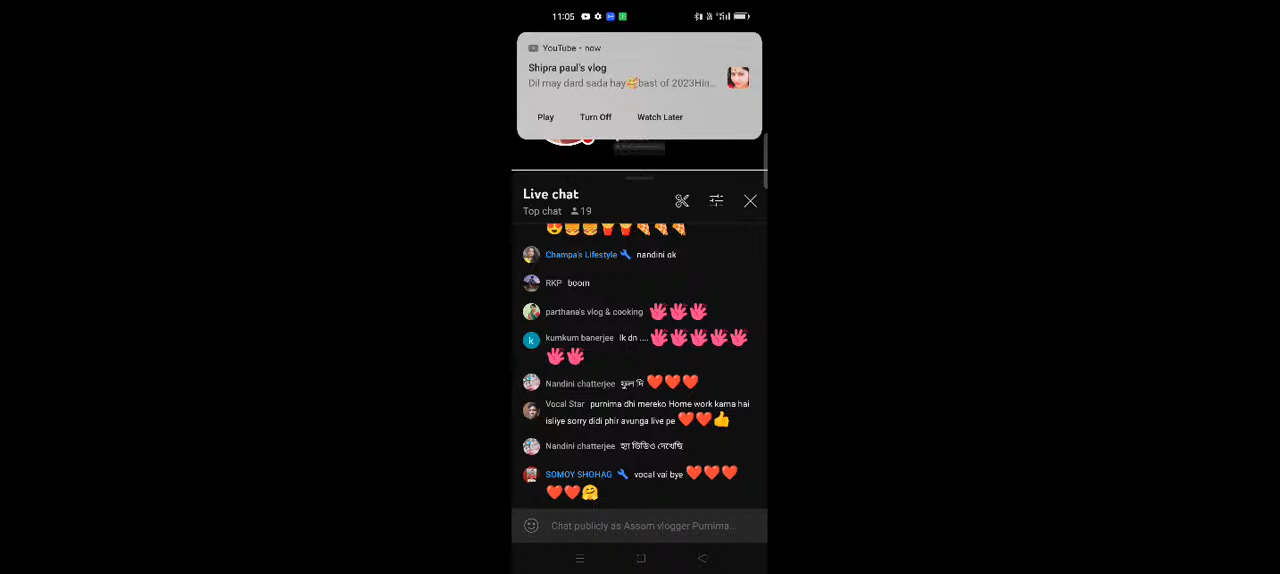 11:05
YouTube • now
Shipra paul's vlog
Dil may dard sada hay🥰bast of 2023Hin...
Play Turn Off Watch Later
Live chat
Top chat 19
😍🍔🍔🍟🍟🍕🍕🍕
Champa's Lifestyle nandini ok
RKP boom
parthana's vlog & cooking
kumkum banerjee lk dn ....
Nandini chatterjee ফুল দি ❤️❤️❤️
Vocal Star purnima dhi mereko Home work karna hai
isliye sorry didi phir avunga live pe ❤️❤️👍
Nandini chatterjee হ্যা ভিডিও দেখেছি
SOMOY SHOHAG vocal vai bye ❤️❤️❤️
❤️❤️🤗
Chat publicly as Assam vlogger Purnima...